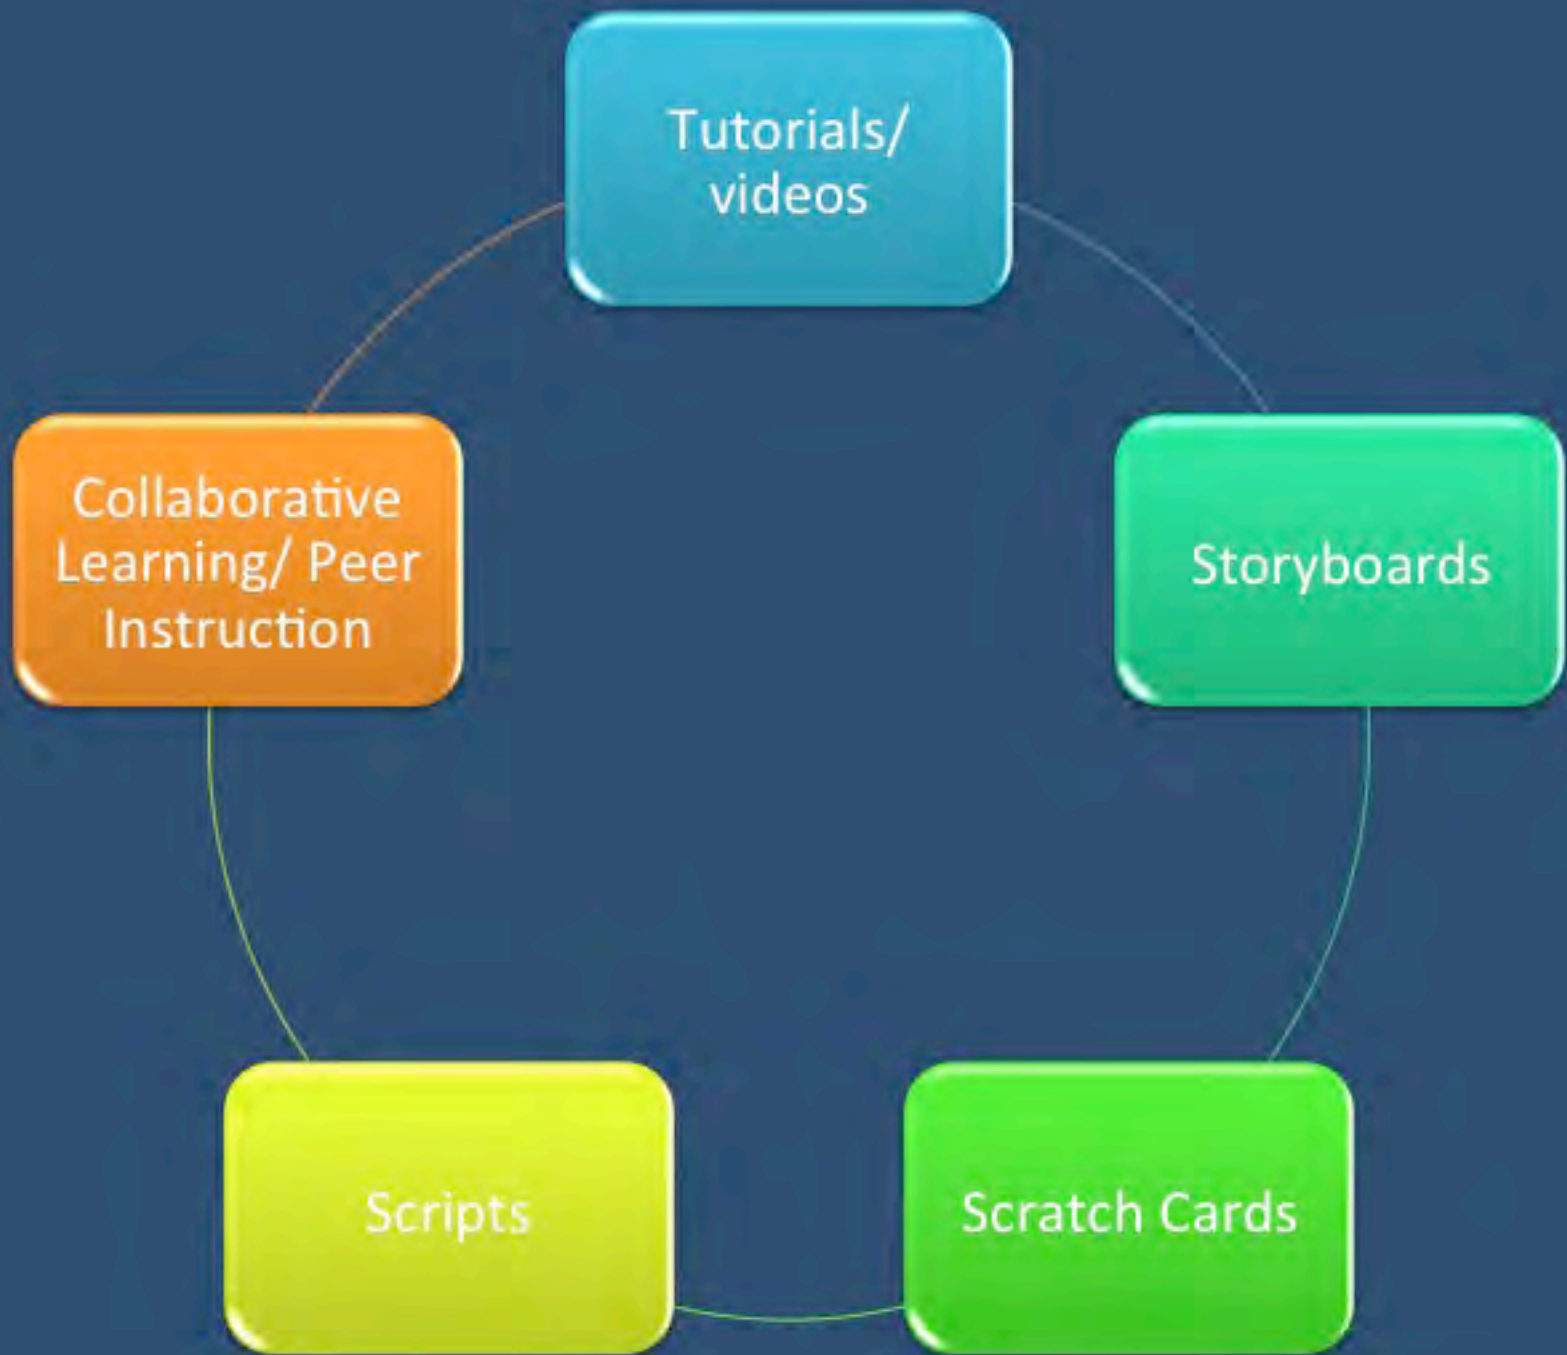 Tutorials/
videos
Collaborative
Learning/ Peer
Instruction
Storyboards
Scripts
Scratch Cards